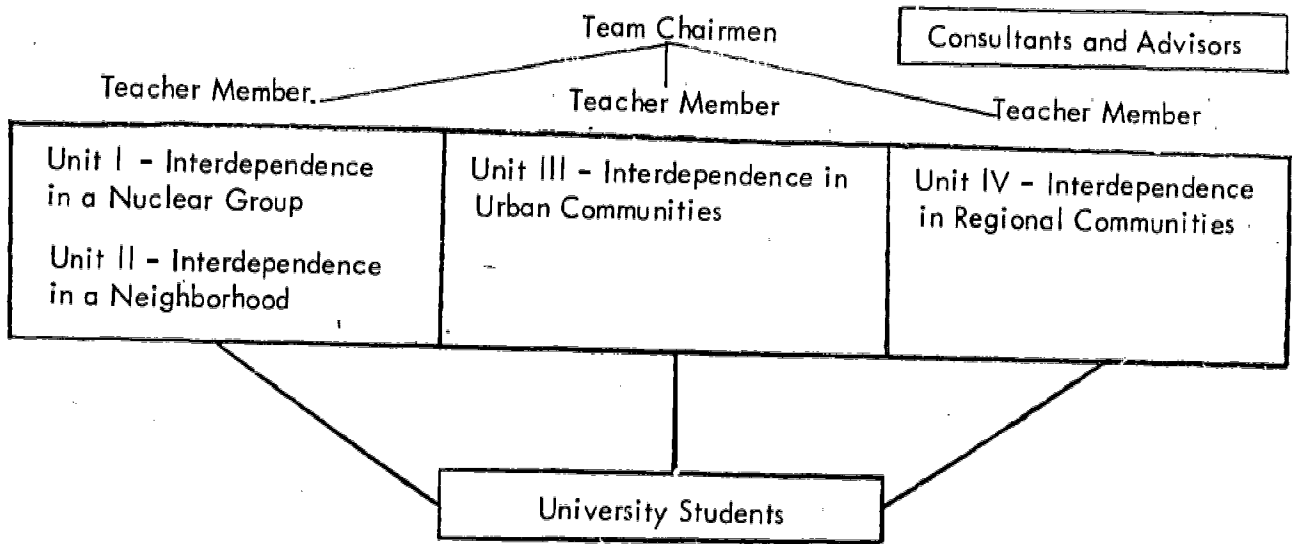 Team Chairmen
Consultants and Advisors
Teacher Member.
Teacher Member
Teacher Member
Unit I - Interdependence
in a Nuclear Group
Unit II - Interdependence
in a Neighborhood
Unit III - Interdependence in
Urban Communities
Unit IV - Interdependence
in Regional Communities
University Students